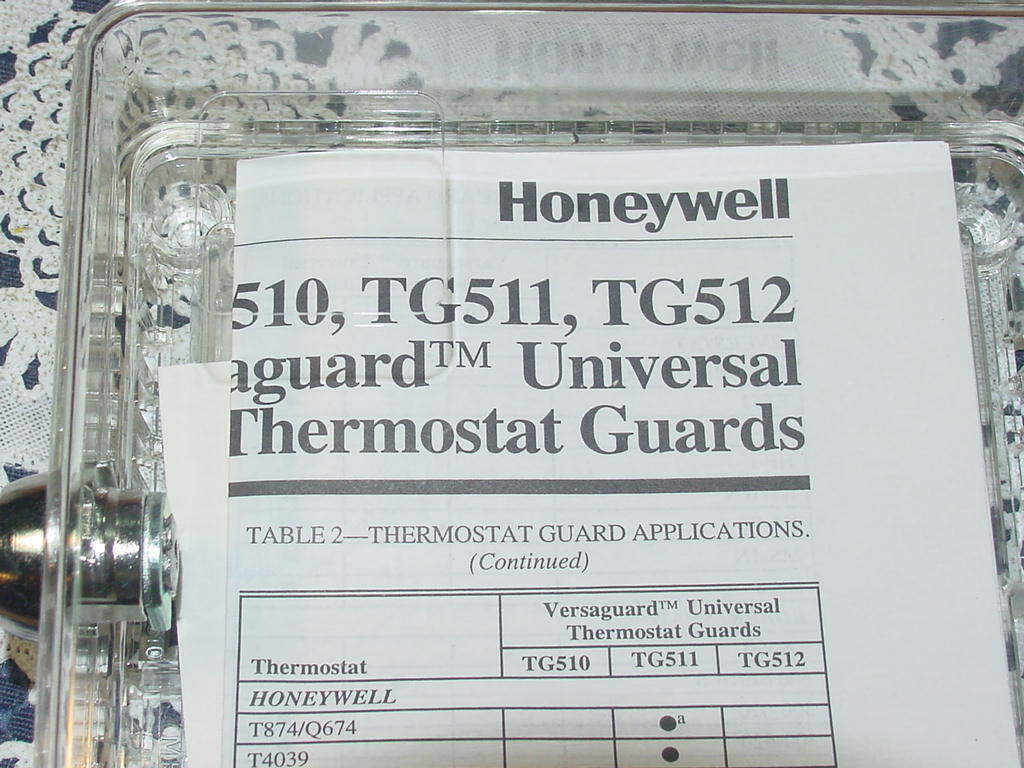 Honeywell
510, TG511, TG512
aguard™ Universal
Thermostat Guards
TABLE 2—THERMOSTAT GUARD APPLICATIONS.
(Continued)
Versaguard™ Universal
Thermostat Guards
Thermostat TG510 TG511 TG512
HONEYWELL
T874/Q674 ●a
T4039 ●